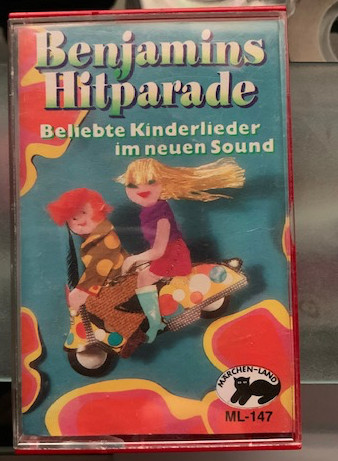 Benjamins
Hitparade
Beliebte Kinderlieder
im neuen Sound
MÄRCHEN-LAND
ML-147